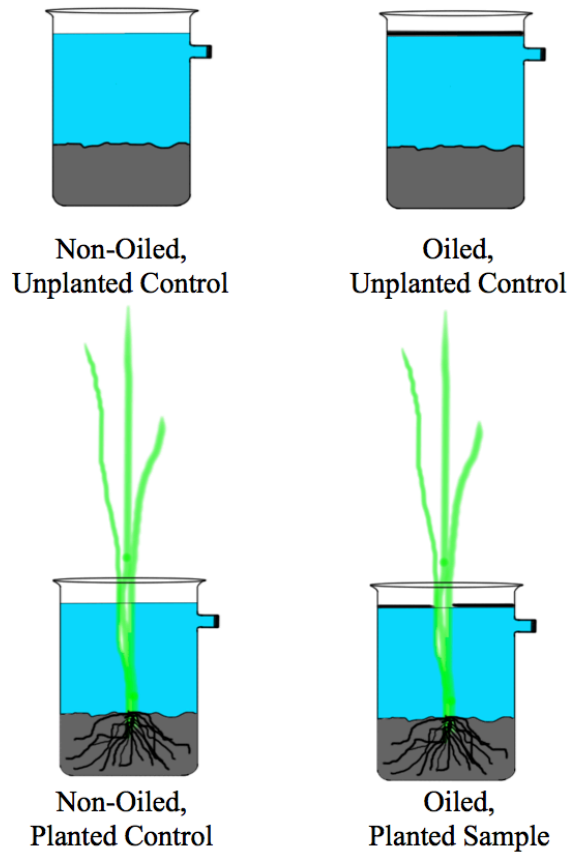 Non-Oiled,
Unplanted Control
Oiled,
Unplanted Control
Non-Oiled,
Planted Control
Oiled,
Planted Sample